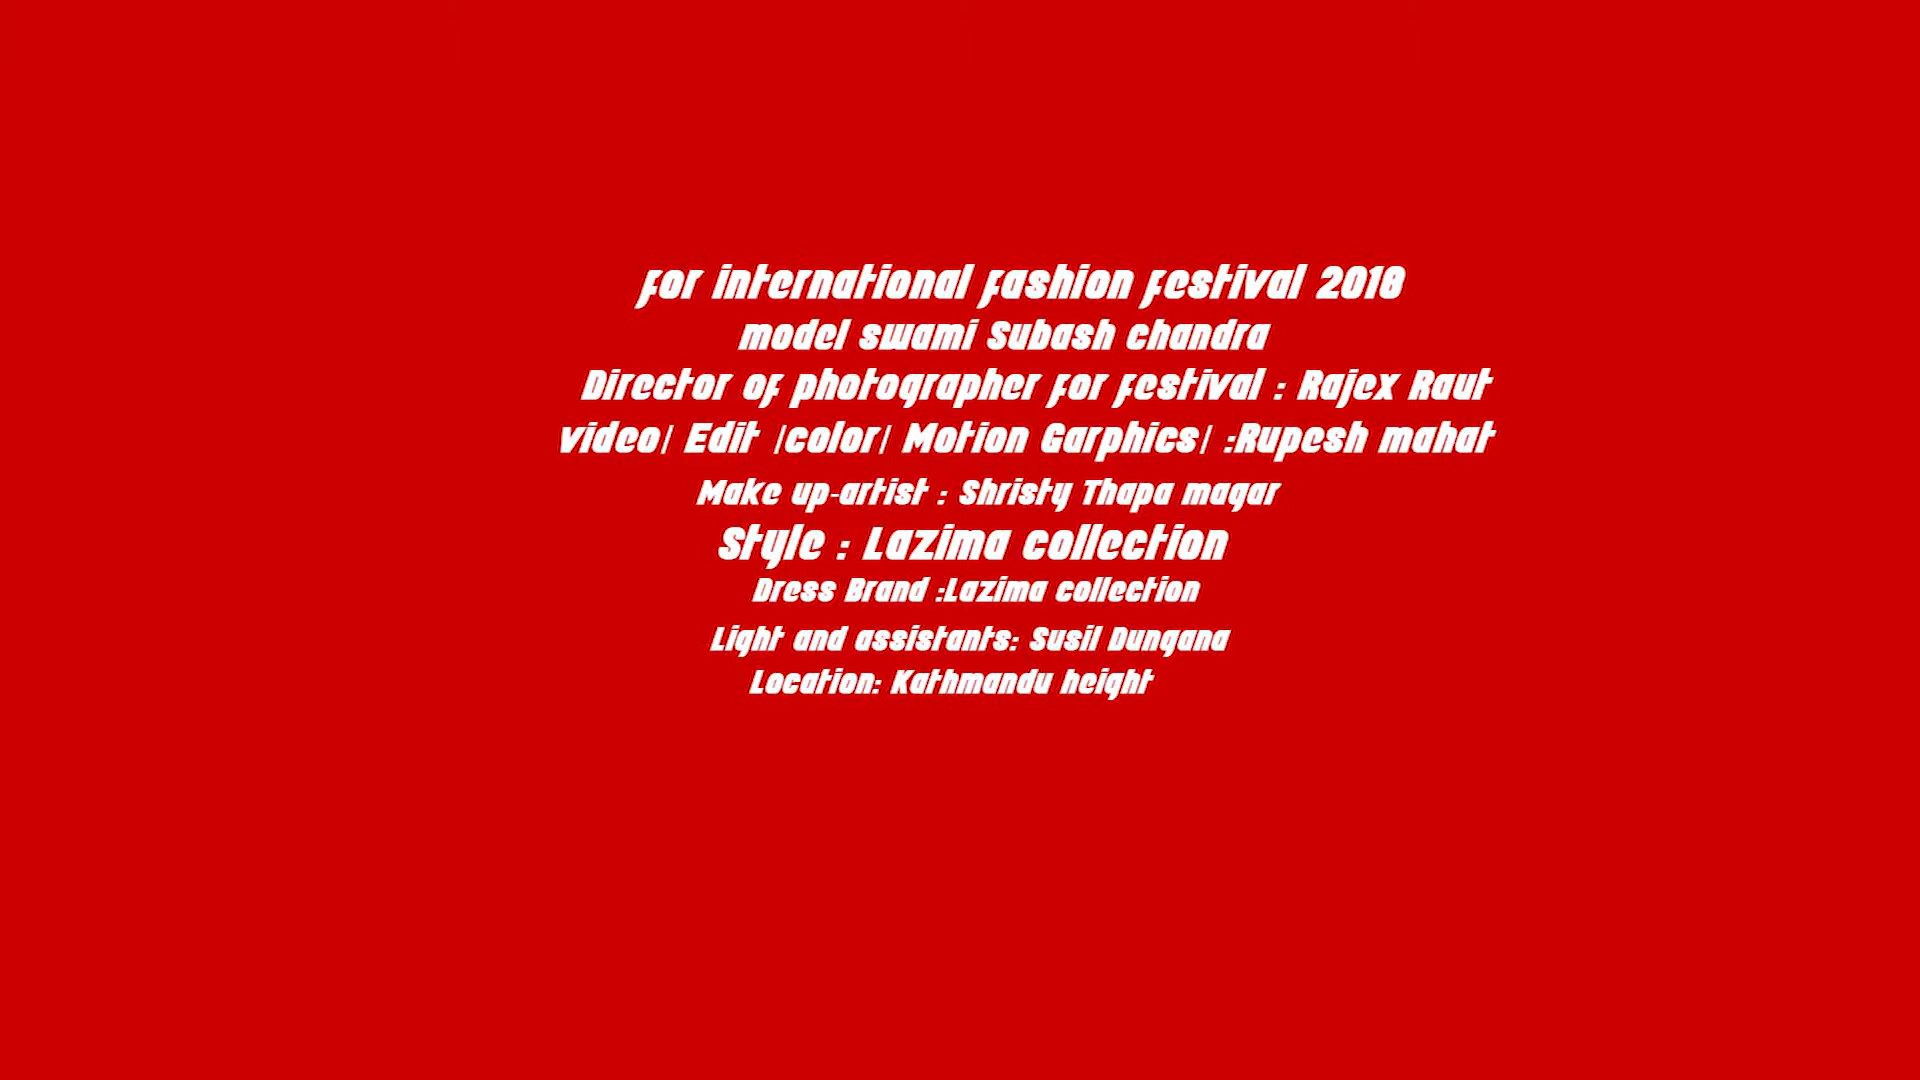 for international fashion festival 2018
model swami Subash chandra
Director of photographer for festival : Rajex Raut
video/ Edit /color/ Motion Garphics/ :Rupesh mahat
Make up-artist : Shristy Thapa magar
Style : Lazima collection
Dress Brand :Lazima collection
Light and assistants: Susil Dungana
Location: Kathmandu height